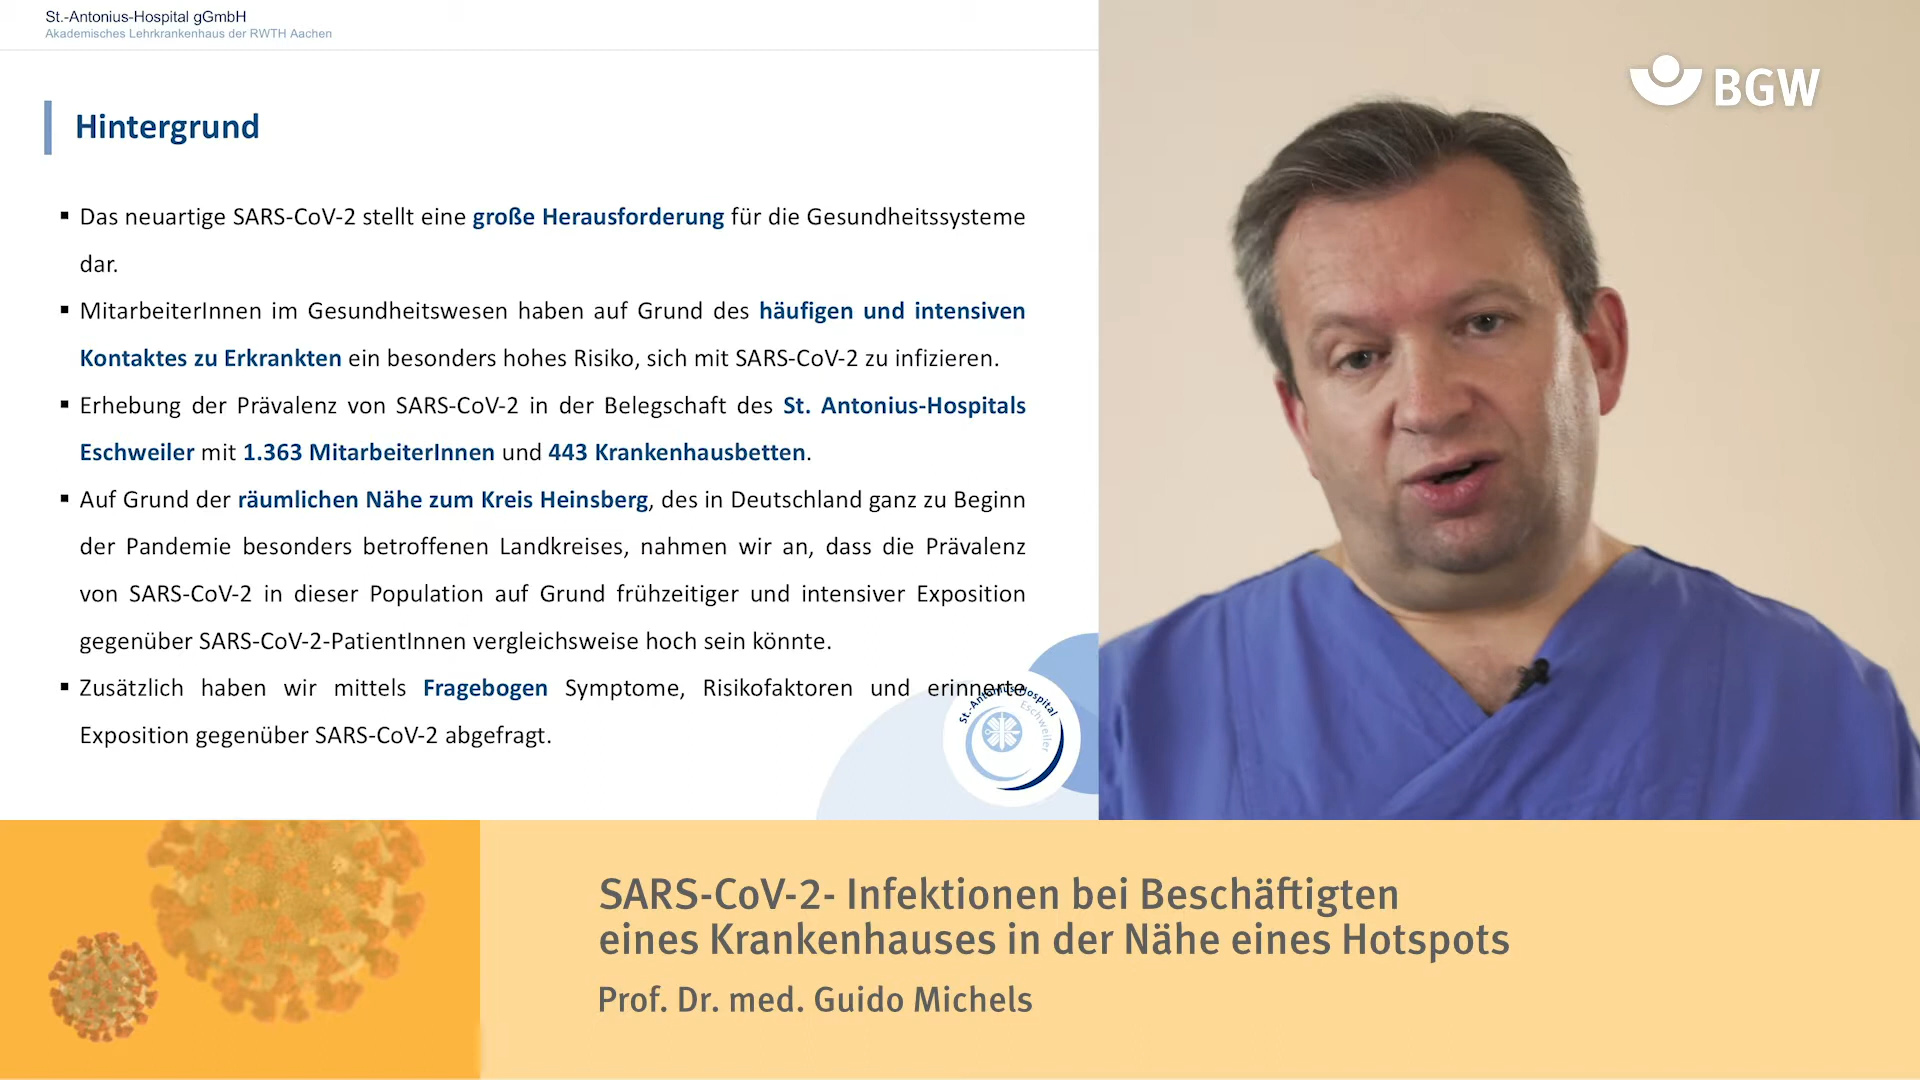 St.-Antonius-Hospital gGmbH
Akademisches Lehrkrankenhaus der RWTH Aachen
Hintergrund
▪ Das neuartige SARS-CoV-2 stellt eine große Herausforderung für die Gesundheitssysteme
dar.
▪ MitarbeiterInnen im Gesundheitswesen haben auf Grund des häufigen und intensiven
Kontaktes zu Erkrankten ein besonders hohes Risiko, sich mit SARS-CoV-2 zu infizieren.
▪ Erhebung der Prävalenz von SARS-CoV-2 in der Belegschaft des St. Antonius-Hospitals
Eschweiler mit 1.363 MitarbeiterInnen und 443 Krankenhausbetten.
▪ Auf Grund der räumlichen Nähe zum Kreis Heinsberg, des in Deutschland ganz zu Beginn
der Pandemie besonders betroffenen Landkreises, nahmen wir an, dass die Prävalenz
von SARS-CoV-2 in dieser Population auf Grund frühzeitiger und intensiver Exposition
gegenüber SARS-CoV-2-PatientInnen vergleichsweise hoch sein könnte.
▪ Zusätzlich haben wir mittels Fragebogen Symptome, Risikofaktoren und erinnerte
Exposition gegenüber SARS-CoV-2 abgefragt.
St.-Antonius-Hospital
Eschweiler
BGW
SARS-CoV-2- Infektionen bei Beschäftigten
eines Krankenhauses in der Nähe eines Hotspots
Prof. Dr. med. Guido Michels